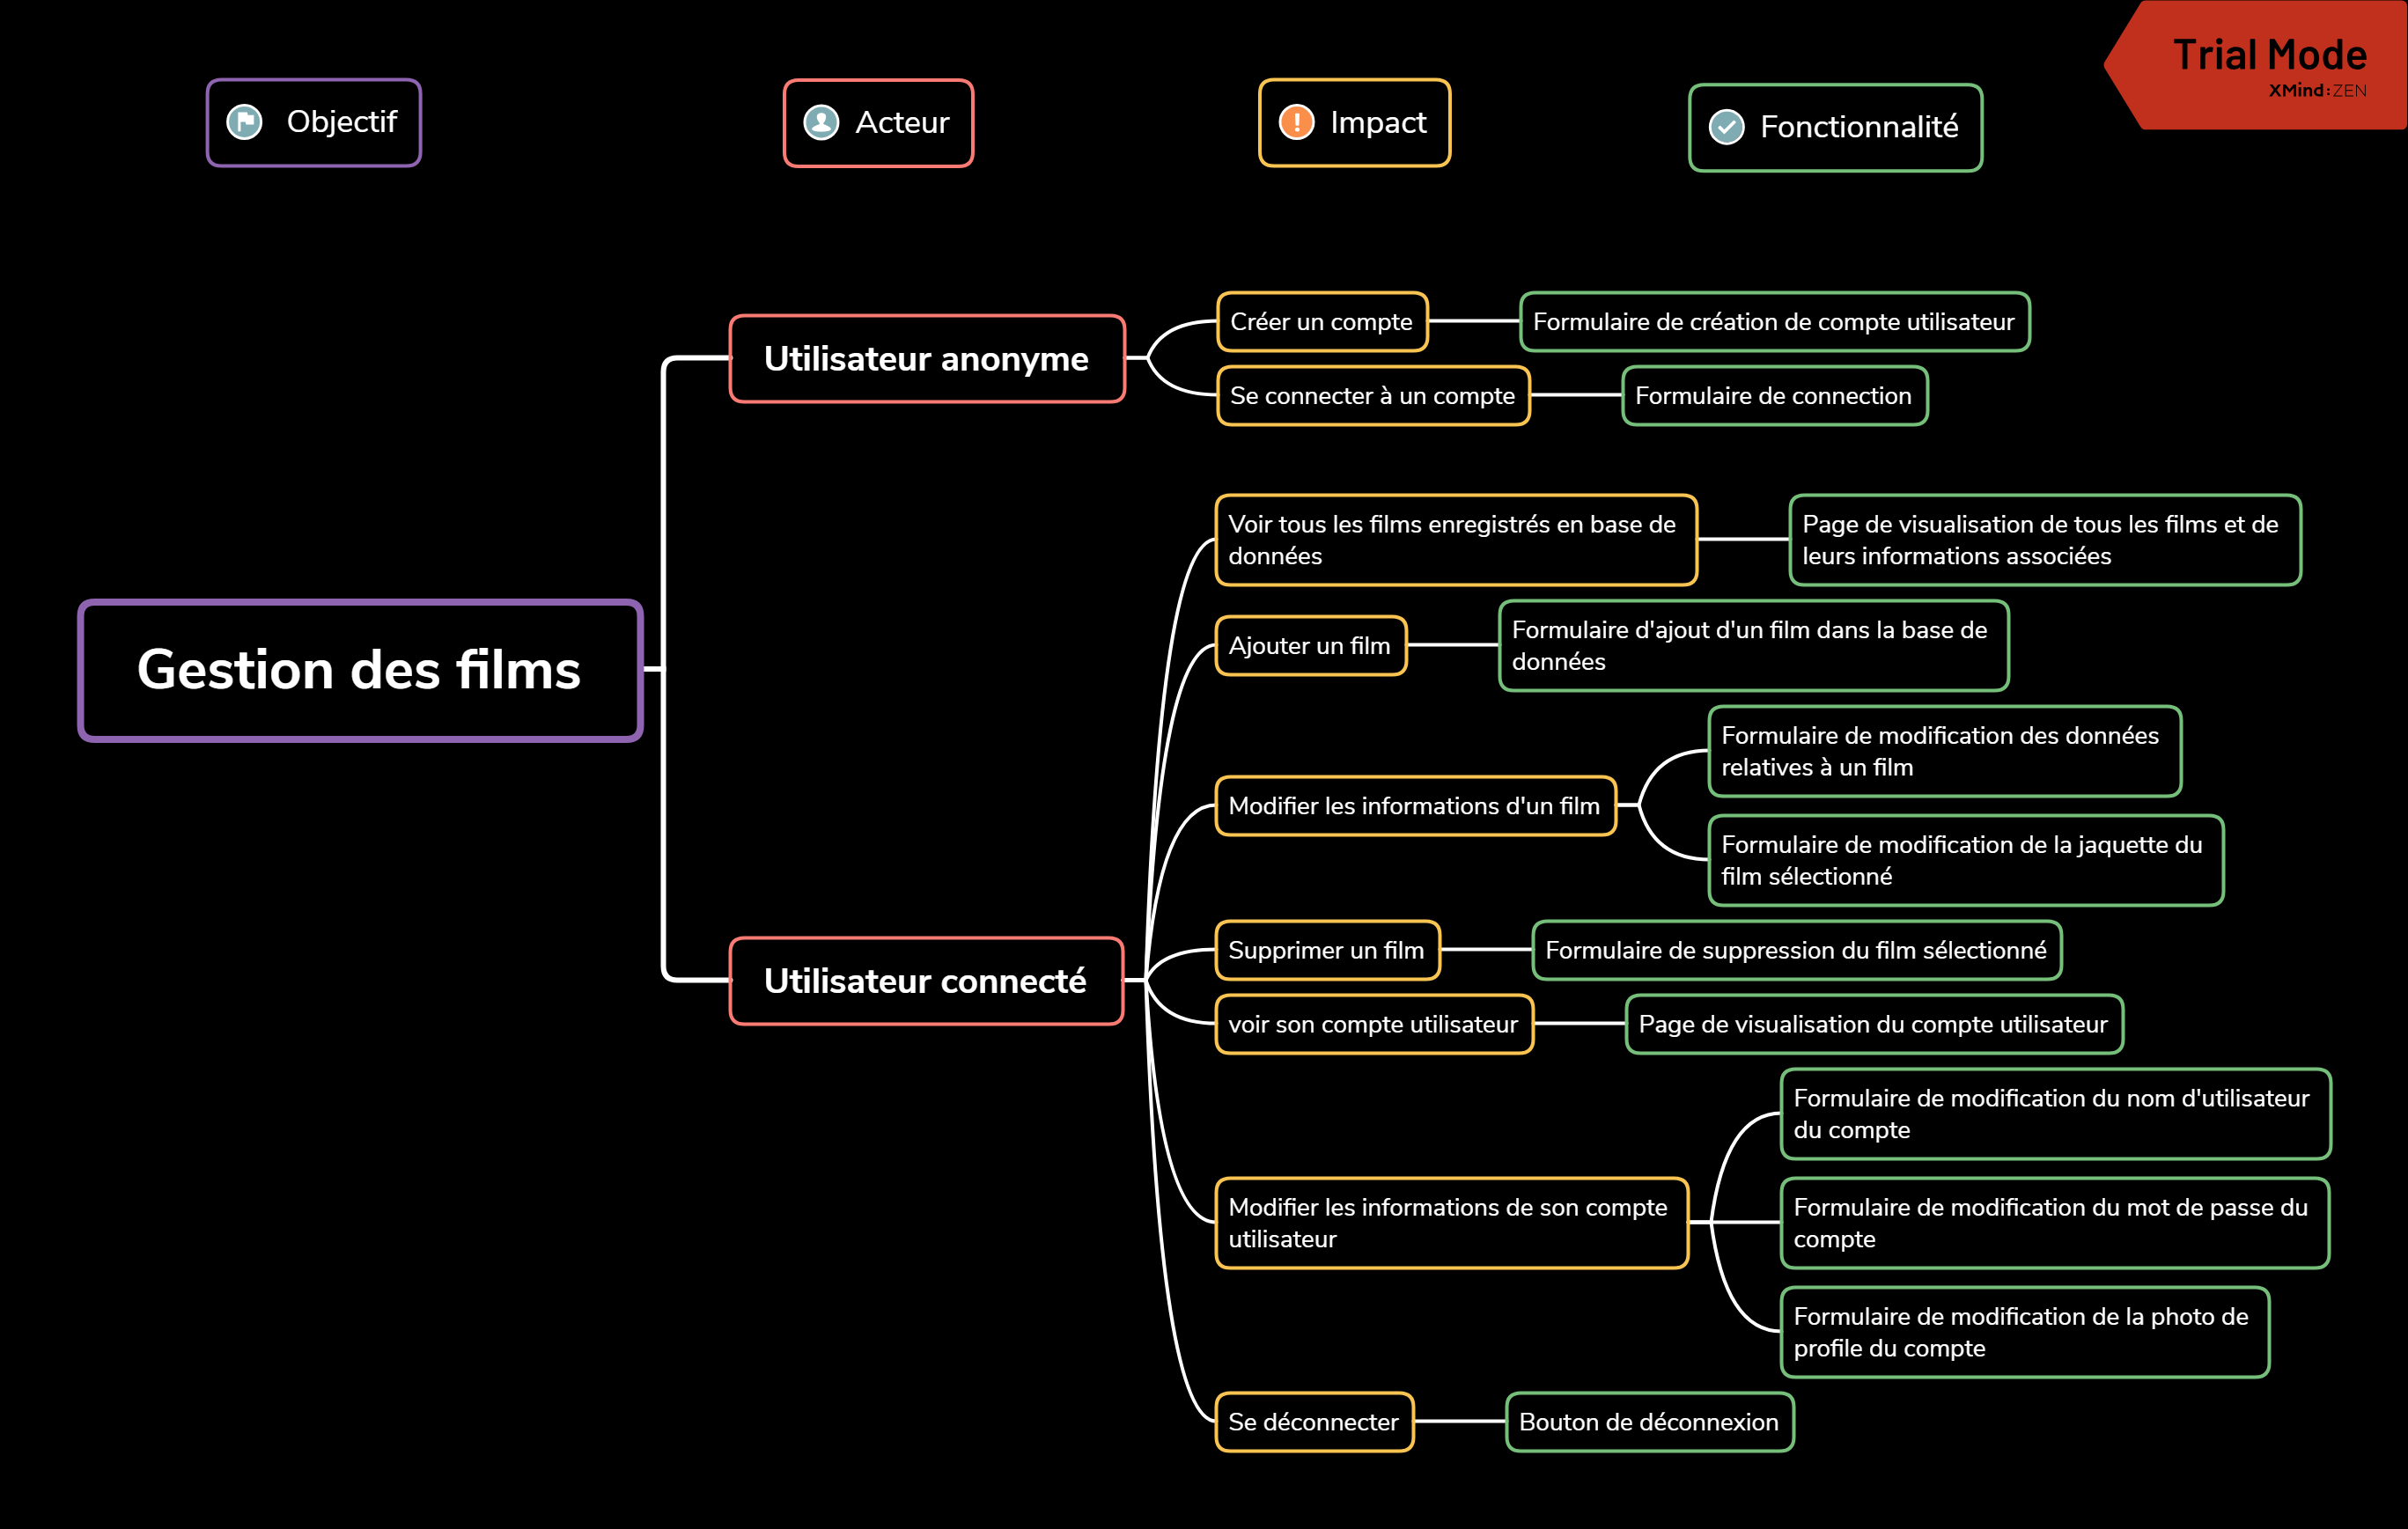 Trial Mode
XMind:ZEN
Objectif
Acteur
Impact
Fonctionnalité
Gestion des films
Utilisateur anonyme
Créer un compte
Formulaire de création de compte utilisateur
Se connecter à un compte
Formulaire de connection
Utilisateur connecté
Voir tous les films enregistrés en base de
données
Page de visualisation de tous les films et de
leurs informations associées
Ajouter un film
Formulaire d'ajout d'un film dans la base de
données
Modifier les informations d'un film
Formulaire de modification des données
relatives à un film
Formulaire de modification de la jaquette du
film sélectionné
Supprimer un film
Formulaire de suppression du film sélectionné
voir son compte utilisateur
Page de visualisation du compte utilisateur
Modifier les informations de son compte
utilisateur
Formulaire de modification du nom d'utilisateur
du compte
Formulaire de modification du mot de passe du
compte
Formulaire de modification de la photo de
profile du compte
Se déconnecter
Bouton de déconnexion